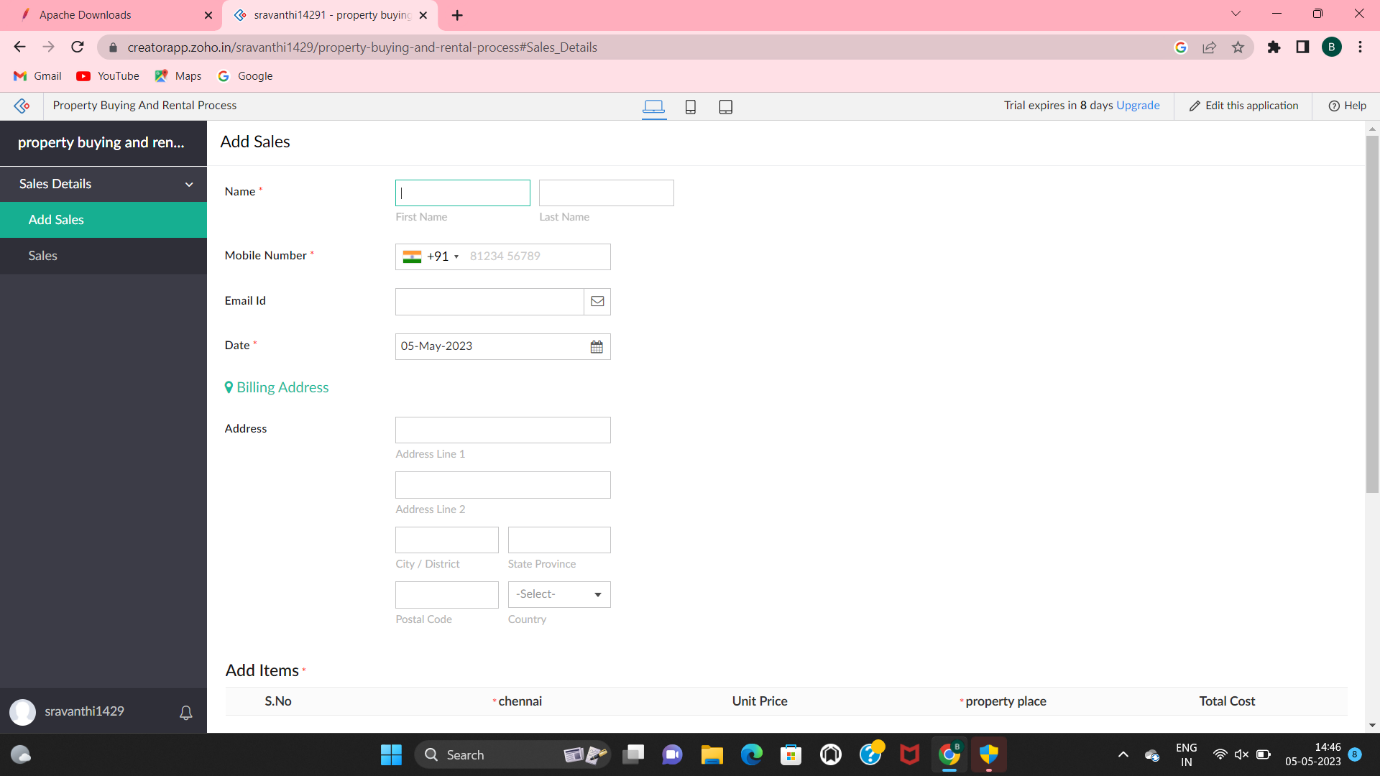 Apache Downloads
sravanthi14291 - property buying
creatorapp.zoho.in/sravanthi1429/property-buying-and-rental-process#Sales_Details
B
Gmail YouTube Maps Google
Property Buying And Rental Process
Trial expires in 8 days Upgrade
Edit this application
Help
property buying and ren...
Sales Details
Add Sales
Sales
sravanthi1429
Add Sales
Name *
First Name Last Name
Mobile Number * +91 81234 56789
Email Id
Date * 05-May-2023
Billing Address
Address
Address Line 1
Address Line 2
City / District State Province
-Select-
Postal Code Country
Add Items *
S.No * chennai Unit Price * property place Total Cost
Search
ENG
IN
14:46
05-05-2023
8